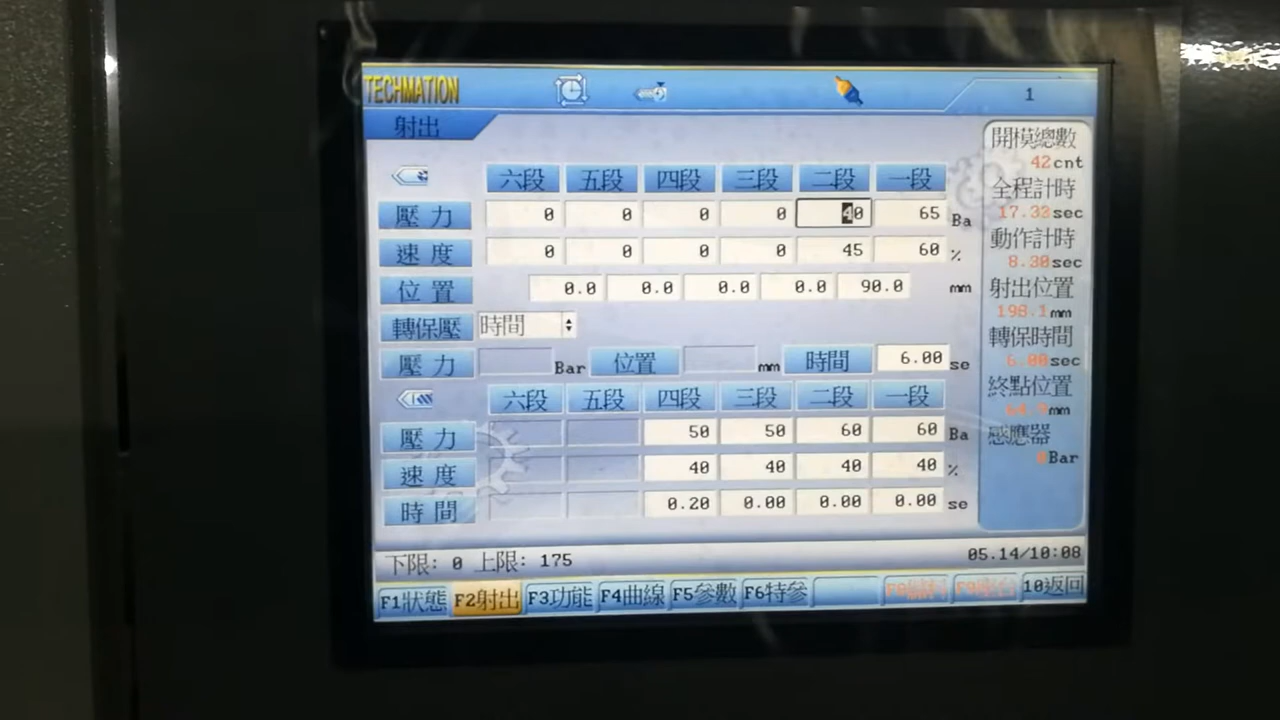 TECHMATION 1
射出
六段 五段 四段 三段 二段 一段
壓力 0 0 0 0 40 65 Ba
速度 0 0 0 0 45 60 %
位置 0.0 0.0 0.0 0.0 90.0 mm
轉保壓 時間
壓力 Bar 位置 mm 時間 6.00 se
六段 五段 四段 三段 二段 一段
壓力 50 50 60 60 Ba
速度 40 40 40 40 %
時間 0.20 0.00 0.00 0.00 se
開模總數
42cnt
全程計時
17.33sec
動作計時
8.30sec
射出位置
198.1mm
轉保時間
6.00sec
終點位置
mm
感應器
0Bar
下限: 0 上限: 175 05.14/10:08
F1狀態 F2射出 F3功能 F4曲線 F5參數 F6特參 10返回